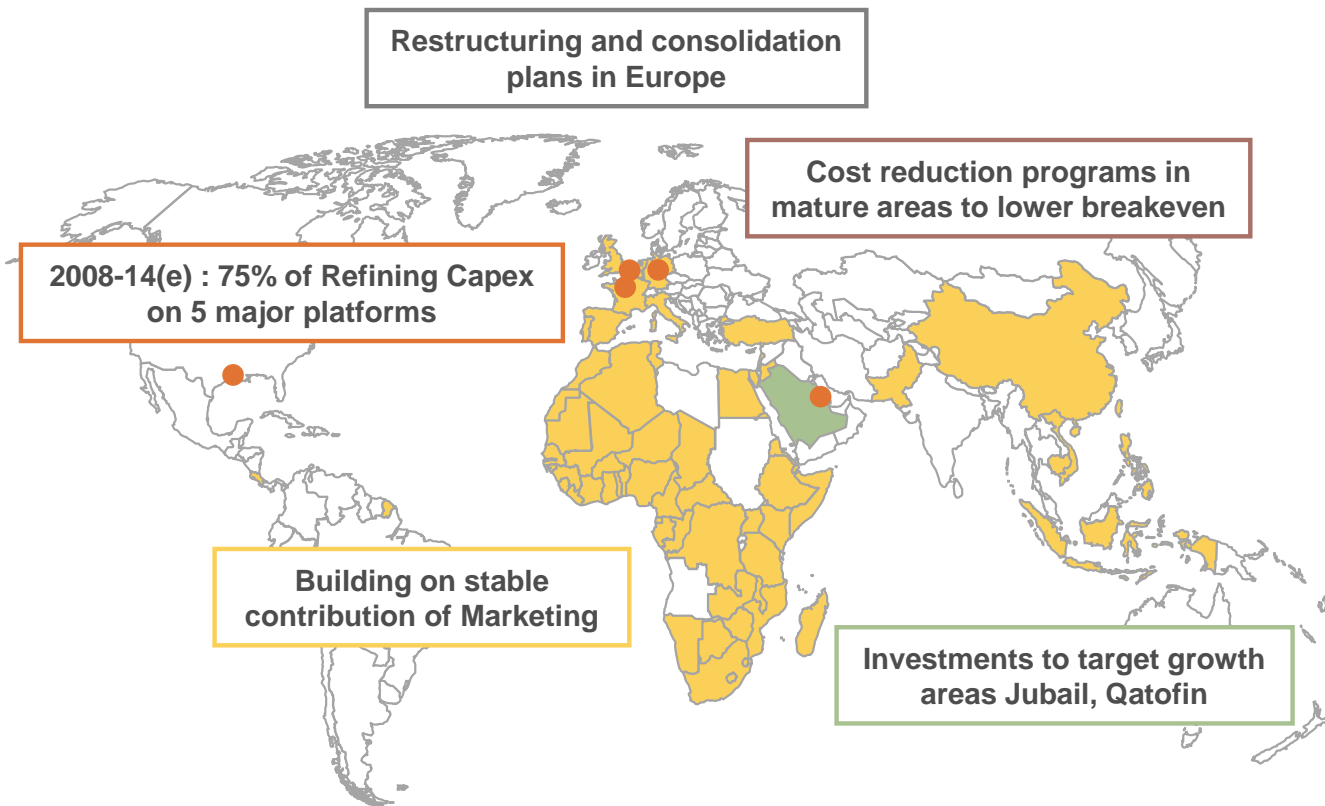 Restructuring and consolidation
plans in Europe
Cost reduction programs in
mature areas to lower breakeven
2008-14(e) : 75% of Refining Capex
on 5 major platforms
Building on stable
contribution of Marketing
Investments to target growth
areas Jubail, Qatofin